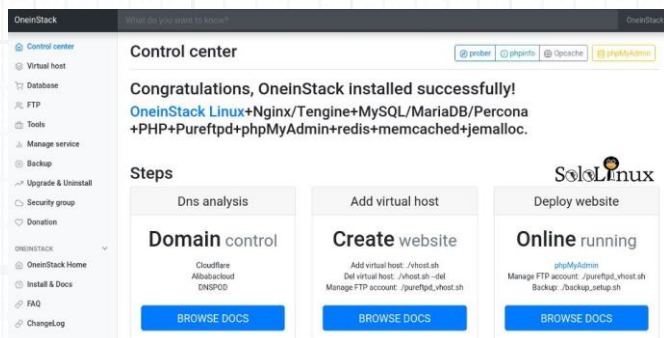 OneinStack
What do you want to know?
OneinStack
Control center
Virtual host
Database
FTP
Tools
Manage service
Backup
Upgrade & Uninstall
Security group
Donation
ONEINSTACK
OneinStack Home
Install & Docs
FAQ
ChangeLog
Control center
prober
phpinfo
Opcache
phpMyAdmin
Congratulations, OneinStack installed successfully!
OneinStack Linux+Nginx/Tengine+MySQL/MariaDB/Percona
+PHP+Pureftpd+phpMyAdmin+redis+memcached+jemalloc.
Steps
SoloLinux
Dns analysis
Domain control
Cloudflare
Alibabacloud
DNSPOD
BROWSE DOCS
Add virtual host
Create website
Add virtual host: ./vhost.sh
Del virtual host: ./vhost.sh --del
Manage FTP account: ./pureftpd_vhost.sh
BROWSE DOCS
Deploy website
Online running
phpMyAdmin
Manage FTP account: ./pureftpd_vhost.sh
Backup: ./backup_setup.sh
BROWSE DOCS